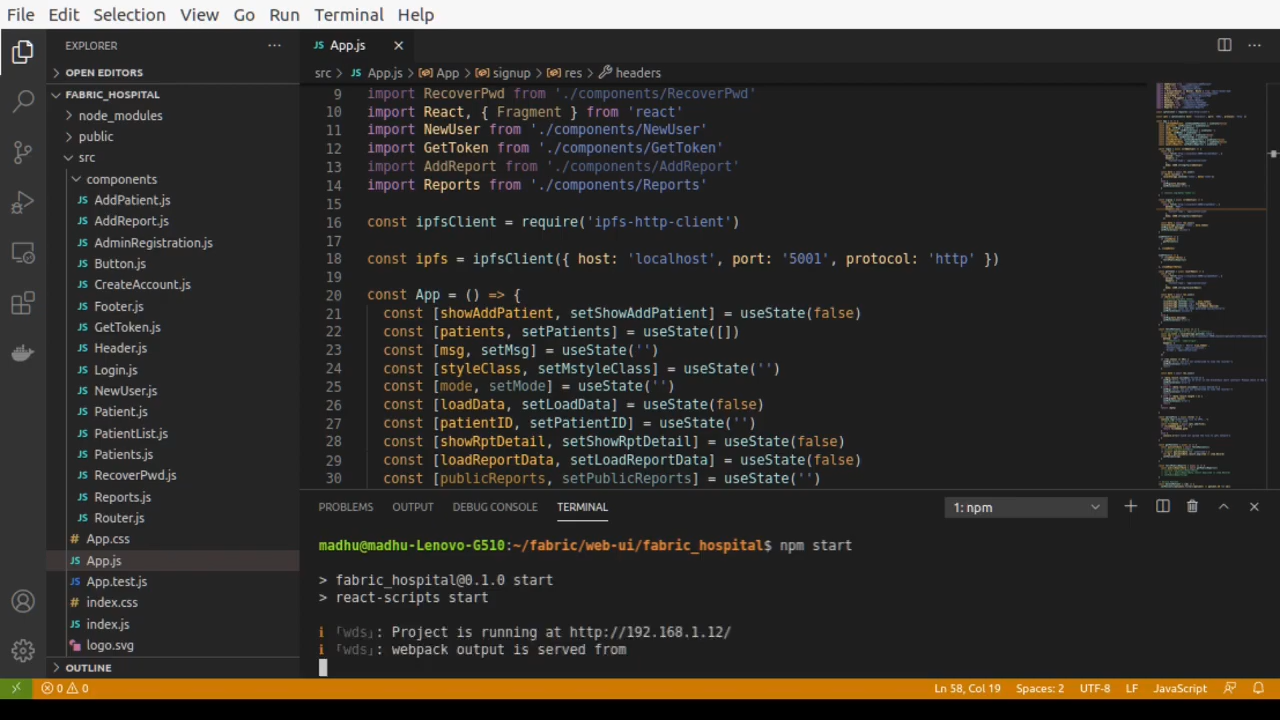 File Edit Selection View Go Run Terminal Help
EXPLORER
OPEN EDITORS
FABRIC_HOSPITAL
node_modules
public
src
components
AddPatient.js
AddReport.js
AdminRegistration.js
Button.js
CreateAccount.js
Footer.js
GetToken.js
Header.js
Login.js
NewUser.js
Patient.js
PatientList.js
Patients.js
RecoverPwd.js
Reports.js
Router.js
# App.css
JS App.js
JS App.test.js
# index.css
JS index.js
logo.svg
OUTLINE
JS App.js
src > JS App.js > App > signup > res > headers
9 import RecoverPwd from './components/RecoverPwd'
10 import React, { Fragment } from 'react'
11 import NewUser from './components/NewUser'
12 import GetToken from './components/GetToken'
13 import AddReport from './components/AddReport'
14 import Reports from './components/Reports'
15
16 const ipfsClient = require('ipfs-http-client')
17
18 const ipfs = ipfsClient({ host: 'localhost', port: '5001', protocol: 'http' })
19
20 const App = () => {
21 const [showAddPatient, setShowAddPatient] = useState(false)
22 const [patients, setPatients] = useState([])
23 const [msg, setMsg] = useState('')
24 const [styleClass, setMstyleClass] = useState('')
25 const [mode, setMode] = useState('')
26 const [loadData, setLoadData] = useState(false)
27 const [patientID, setPatientID] = useState('')
28 const [showRptDetail, setShowRptDetail] = useState(false)
29 const [loadReportData, setLoadReportData] = useState(false)
30 const [publicReports, setPublicReports] = useState('')
PROBLEMS OUTPUT DEBUG CONSOLE TERMINAL 1: npm
madhu@madhu-Lenovo-G510:~/fabric/web-ui/fabric_hospital$ npm start
> fabric_hospital@0.1.0 start
> react-scripts start
i ｢wds｣: Project is running at http://192.168.1.12/
i ｢wds｣: webpack output is served from
0 0 Ln 58, Col 19 Spaces: 2 UTF-8 LF JavaScript